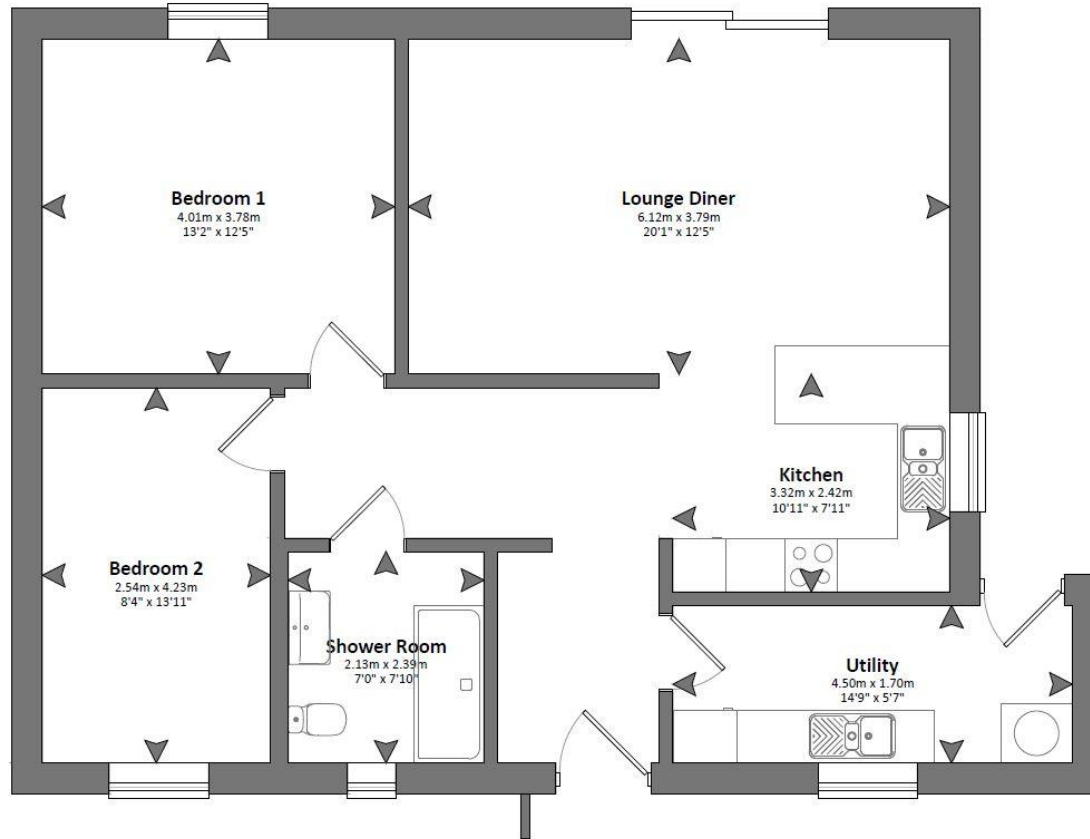 Bedroom 1
4.01m x 3.78m
13'2" x 12'5"
Lounge Diner
6.12m x 3.79m
20'1" x 12'5"
Kitchen
3.32m x 2.42m
10'11" x 7'11"
Bedroom 2
2.54m x 4.23m
8'4" x 13'11"
Shower Room
2.13m x 2.39m
7'0" x 7'10"
Utility
4.50m x 1.70m
14'9" x 5'7"